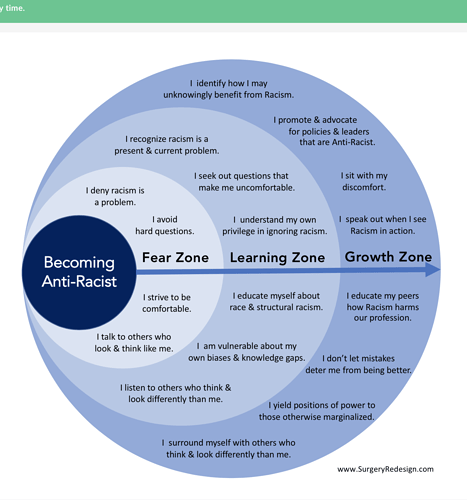 y time.
I identify how I may
unknowingly benefit from Racism.
I promote & advocate
for policies & leaders
that are Anti-Racist.
I recognize racism is a
present & current problem.
I seek out questions that
make me uncomfortable.
I sit with my
discomfort.
I deny racism is
a problem.
I avoid
hard questions.
I understand my own
privilege in ignoring racism.
I speak out when I see
Racism in action.
Becoming
Anti-Racist
Fear Zone
Learning Zone
Growth Zone
I strive to be
comfortable.
I educate myself about
race & structural racism.
I educate my peers
how Racism harms
our profession.
I talk to others who
look & think like me.
I am vulnerable about my
own biases & knowledge gaps.
I don't let mistakes
deter me from being better.
I listen to others who think &
look differently than me.
I yield positions of power to
those otherwise marginalized.
I surround myself with others who
think & look differently than me.
www.SurgeryRedesign.com